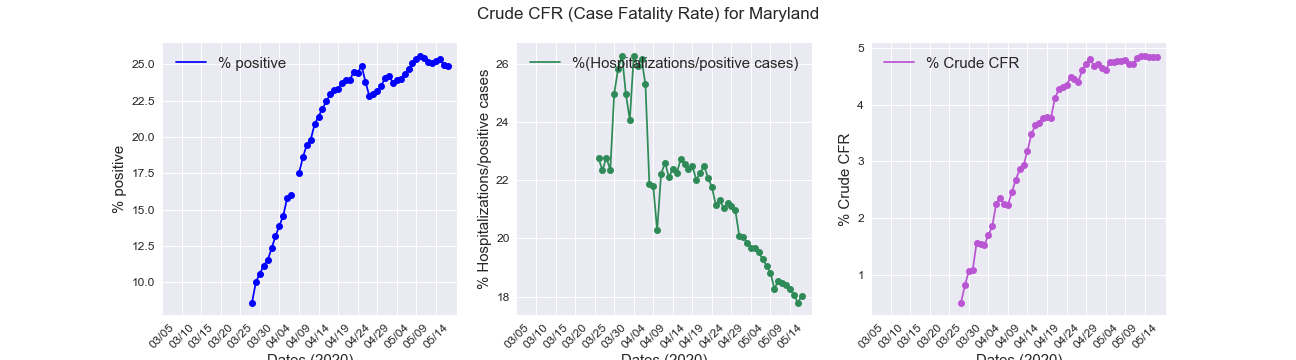 Crude CFR (Case Fatality Rate) for Maryland
% positive
% positive
25.0
22.5
20.0
17.5
15.0
12.5
10.0
03/05 03/10 03/15 03/20 03/25 03/30 04/04 04/09 04/14 04/19 04/24 04/29 05/04 05/09 05/14
Dates (2020)
%(Hospitalizations/positive cases)
% Hospitalizations/positive cases
26
24
22
20
18
03/05 03/10 03/15 03/20 03/25 03/30 04/04 04/09 04/14 04/19 04/24 04/29 05/04 05/09 05/14
Dates (2020)
% Crude CFR
% Crude CFR
5
4
3
2
1
03/05 03/10 03/15 03/20 03/25 03/30 04/04 04/09 04/14 04/19 04/24 04/29 05/04 05/09 05/14
Dates (2020)